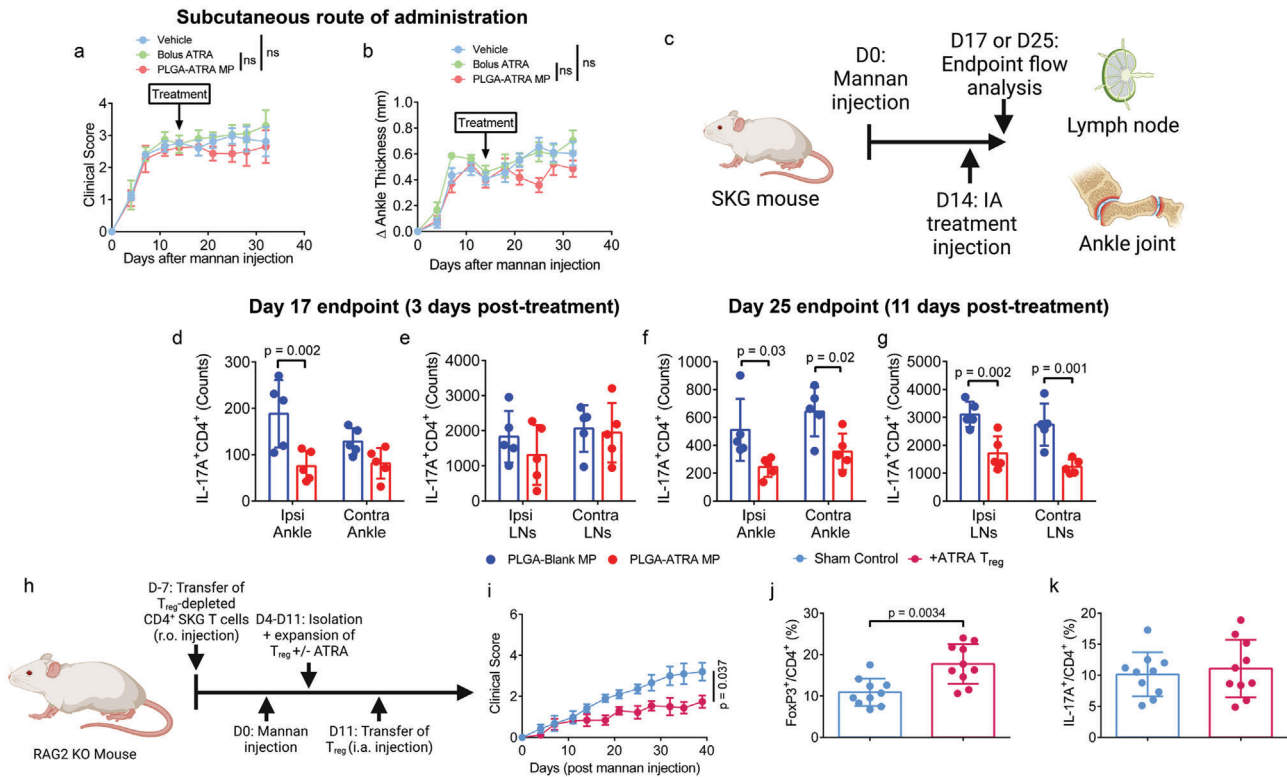 Subcutaneous route of administration
a
Vehicle
Bolus ATRA
PLGA-ATRA MP
ns
ns
Treatment
Clinical Score
4
3
2
1
0
0 10 20 30 40
Days after mannan injection
b
Vehicle
Bolus ATRA
PLGA-ATRA MP
ns
ns
Treatment
Δ Ankle Thickness (mm)
1.0
0.8
0.6
0.4
0.2
0.0
0 10 20 30 40
Days after mannan injection
c
SKG mouse
D0:
Mannan
injection
D17 or D25:
Endpoint flow
analysis
D14: IA
treatment
injection
Lymph node
Ankle joint
Day 17 endpoint (3 days post-treatment)
d
p = 0.002
IL-17A⁺CD4⁺ (Counts)
300
200
100
0
Ipsi
Ankle
Contra
Ankle
e
IL-17A⁺CD4⁺ (Counts)
4000
3000
2000
1000
0
Ipsi
LNs
Contra
LNs
Day 25 endpoint (11 days post-treatment)
f
p = 0.03
p = 0.02
IL-17A⁺CD4⁺ (Counts)
1000
800
600
400
200
0
Ipsi
Ankle
Contra
Ankle
g
p = 0.002
p = 0.001
IL-17A⁺CD4⁺ (Counts)
5000
4000
3000
2000
1000
0
Ipsi
LNs
Contra
LNs
PLGA-Blank MP
PLGA-ATRA MP
Sham Control
+ATRA Treg
h
RAG2 KO Mouse
D-7: Transfer of
Treg-depleted
CD4⁺ SKG T cells
(r.o. injection)
D4-D11: Isolation
+ expansion of
Treg +/- ATRA
D0: Mannan
injection
D11: Transfer of
Treg (i.a. injection)
i
Clinical Score
6
4
2
0
0 10 20 30 40
Days (post mannan injection)
p = 0.037
j
p = 0.0034
FoxP3⁺/CD4⁺ (%)
30
20
10
0
k
IL-17A⁺/CD4⁺ (%)
20
15
10
5
0